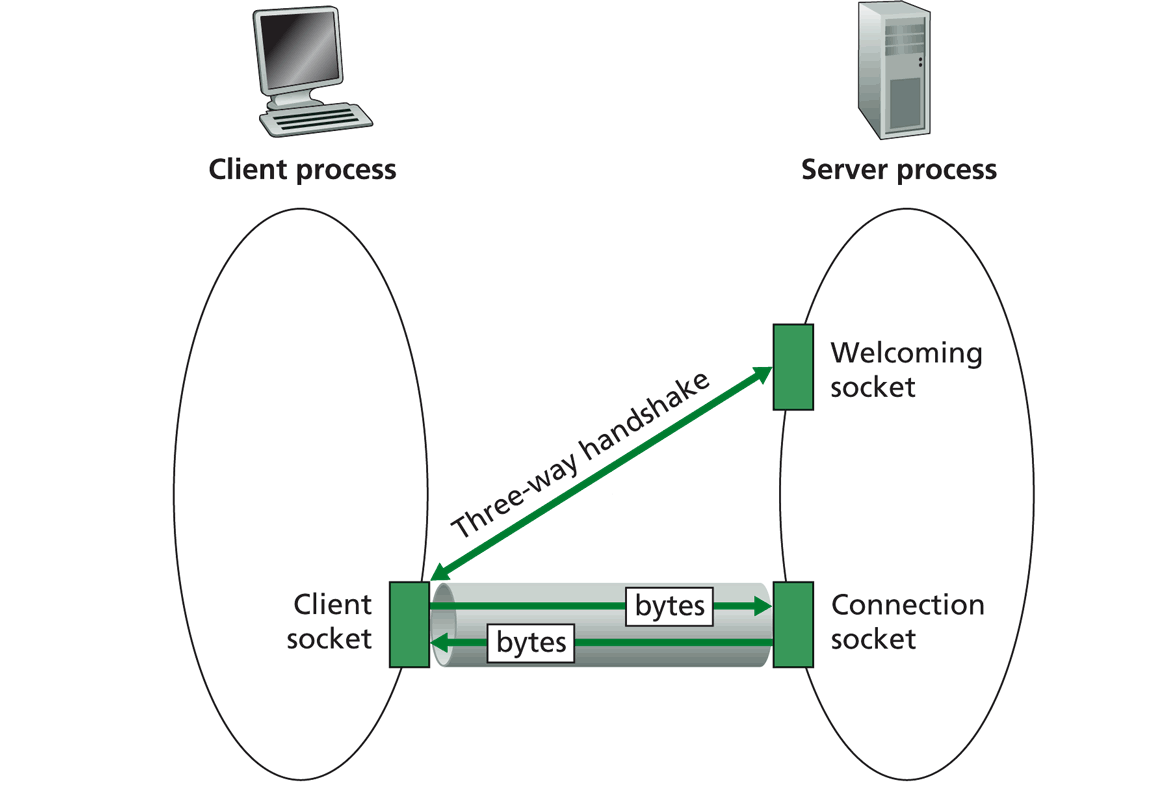 Client process
Server process
Welcoming
socket
Three-way handshake
Client
socket
bytes
bytes
Connection
socket